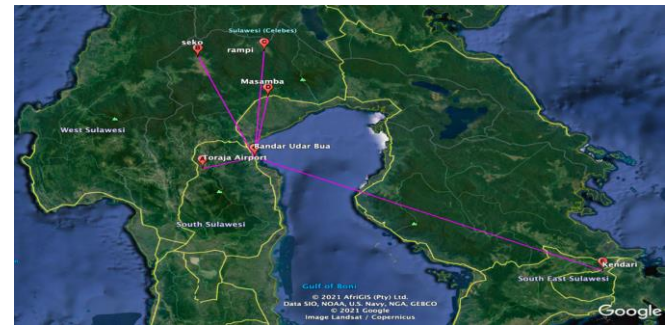 Sulawesi (Celebes)
seko
rampi
Masamba
West Sulawesi
Bandar Udar Bua
Toraja Airport
South Sulawesi
Kendari
South East Sulawesi
Gulf of Boni
© 2021 AfriGIS (Pty) Ltd.
Data SIO, NOAA, U.S. Navy, NGA, GEBCO
© 2021 Google
Image Landsat / Copernicus
Google